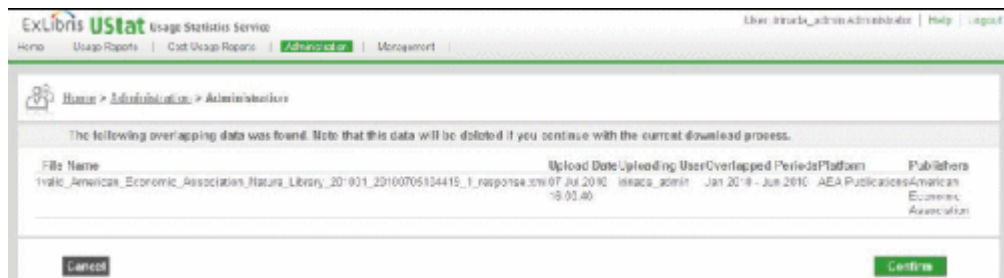 ExLibris UStat Usage Statistics Service
Administrator | Help | Logout
Home Usage Reports | Cost Usage Reports | Administration | Management |
Home > Administration > Administration
The following overlapping data was found. Note that this data will be deleted if you continue with the current download process.
File Name Upload Date Uploading User Overlapped Periods Platform Publishers
07 Jul 2010 Jan 2010 - Jun 2010 AEA Publications American
Economic
Association
Cancel Confirm